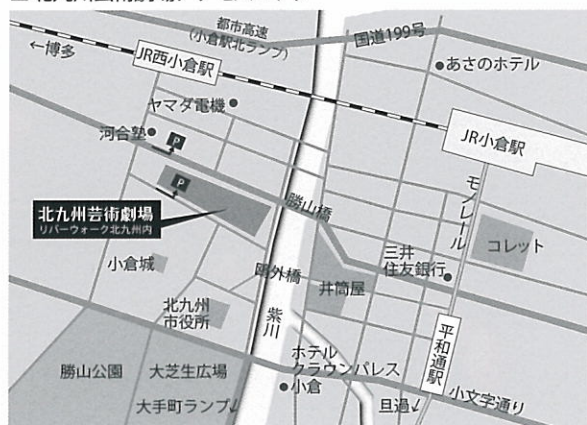 都市高速
(小倉駅北ランプ)
国道199号
←博多
JR西小倉駅
あさのホテル
ヤマダ電機
河合塾
P
P
JR小倉駅
モノレール
勝山橋
北九州芸術劇場
リバーウォーク北九州内
コレット
三井
住友銀行
小倉城
鷗外橋
井筒屋
北九州
市役所
紫川
平和通駅
ホテル
クラウンパレス
小倉
勝山公園
大芝生広場
大手町ランプ↓
旦過↓
小文字通り